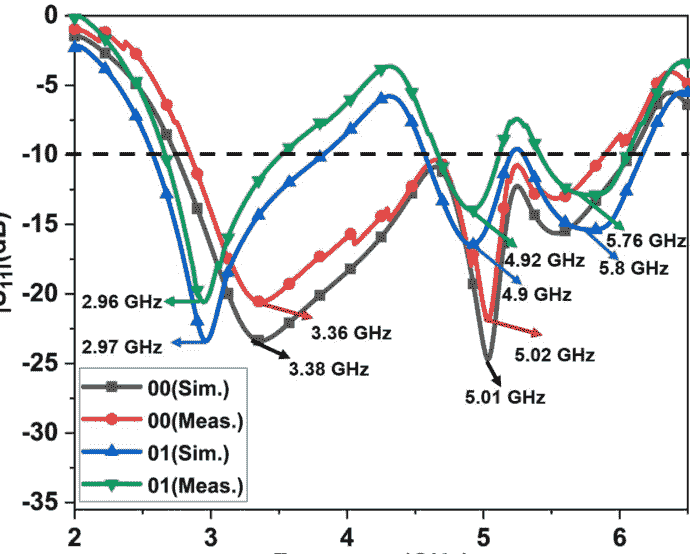 0
-5
-10
-15
-20
-25
-30
-35
2.96 GHz
2.97 GHz
3.36 GHz
3.38 GHz
4.92 GHz
4.9 GHz
5.02 GHz
5.01 GHz
5.76 GHz
5.8 GHz
00(Sim.)
00(Meas.)
01(Sim.)
01(Meas.)
2 3 4 5 6